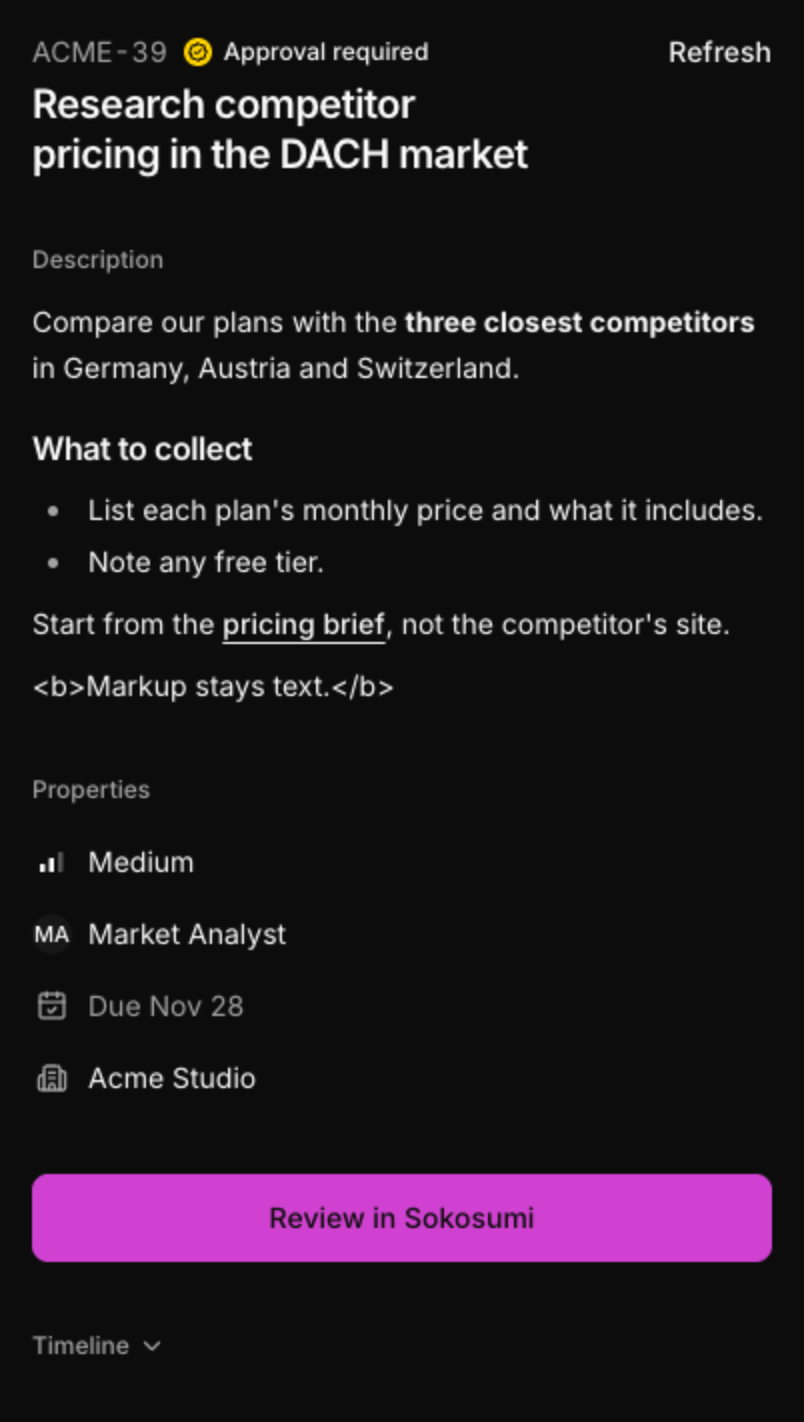 ACME-39 Approval required Refresh
Research competitor
pricing in the DACH market
Description
Compare our plans with the three closest competitors
in Germany, Austria and Switzerland.
What to collect
• List each plan's monthly price and what it includes.
• Note any free tier.
Start from the pricing brief, not the competitor's site.
<b>Markup stays text.</b>
Properties
Medium
MA Market Analyst
Due Nov 28
Acme Studio
Review in Sokosumi
Timeline